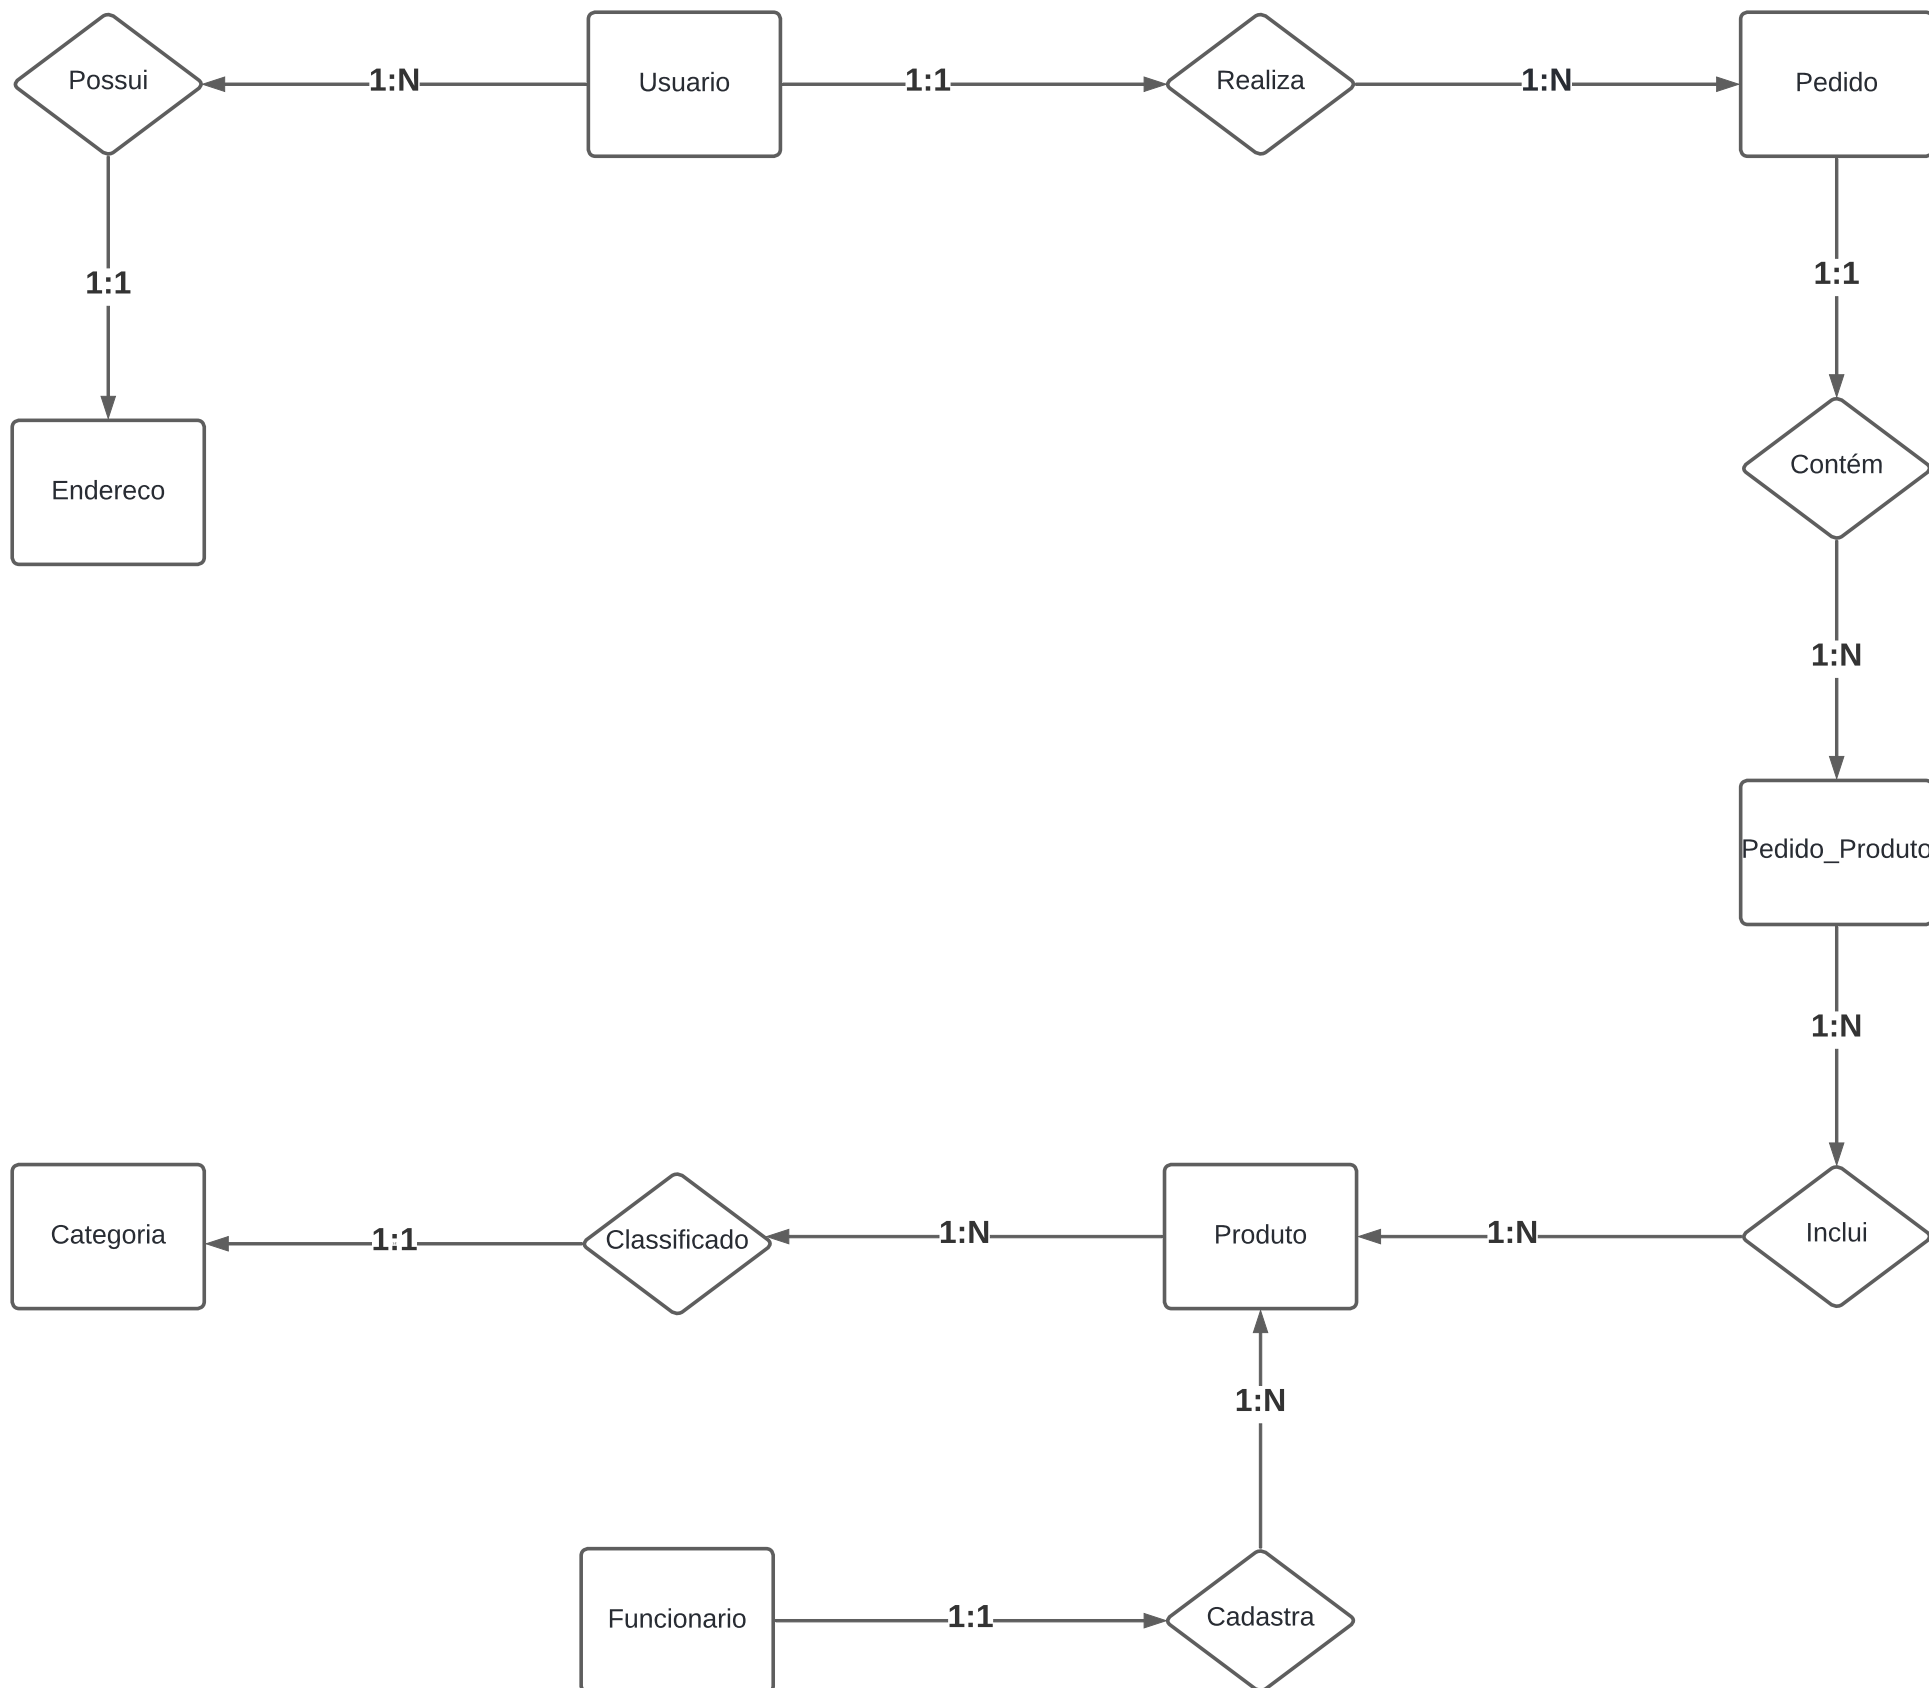 Possui
1:N
Usuario
1:1
Realiza
1:N
Pedido
1:1
1:1
Endereco
Contém
1:N
Pedido_Produto
1:N
Categoria
1:1
Classificado
1:N
Produto
1:N
Inclui
1:N
Funcionario
1:1
Cadastra